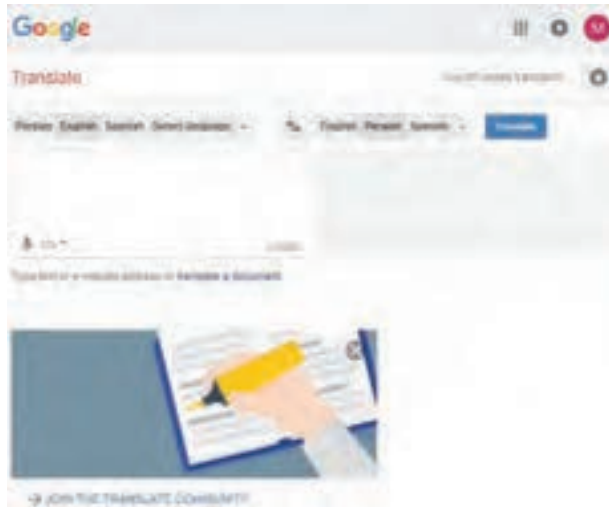 Google
M
Translate
Persian English Spanish Detect language
English Persian Spanish
Translate
Type text or a website address or translate a document.
JOIN THE TRANSLATE COMMUNITY